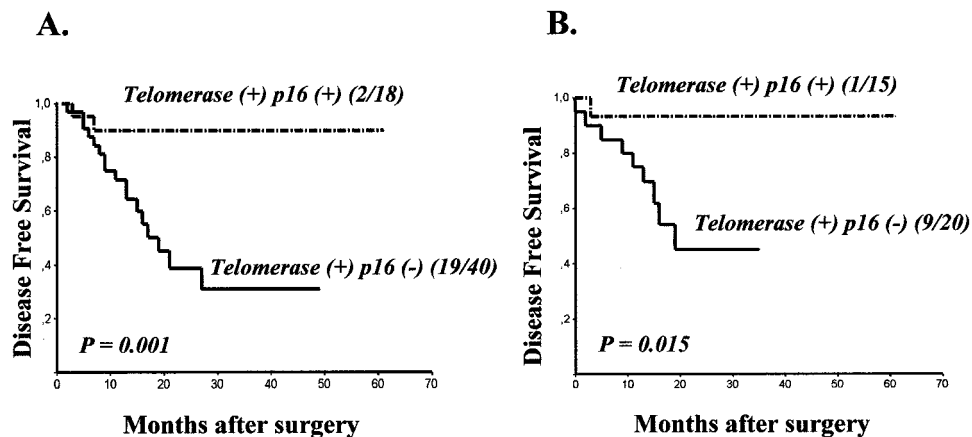 A.
Telomerase (+) p16 (+) (2/18)
1,0
,8
,6
,4
,2
Disease Free Survival
Telomerase (+) p16 (-) (19/40)
P = 0.001
0 10 20 30 40 50 60 70
Months after surgery
B.
Telomerase (+) p16 (+) (1/15)
1,0
,8
,6
,4
,2
Disease Free Survival
Telomerase (+) p16 (-) (9/20)
P = 0.015
0 10 20 30 40 50 60 70
Months after surgery